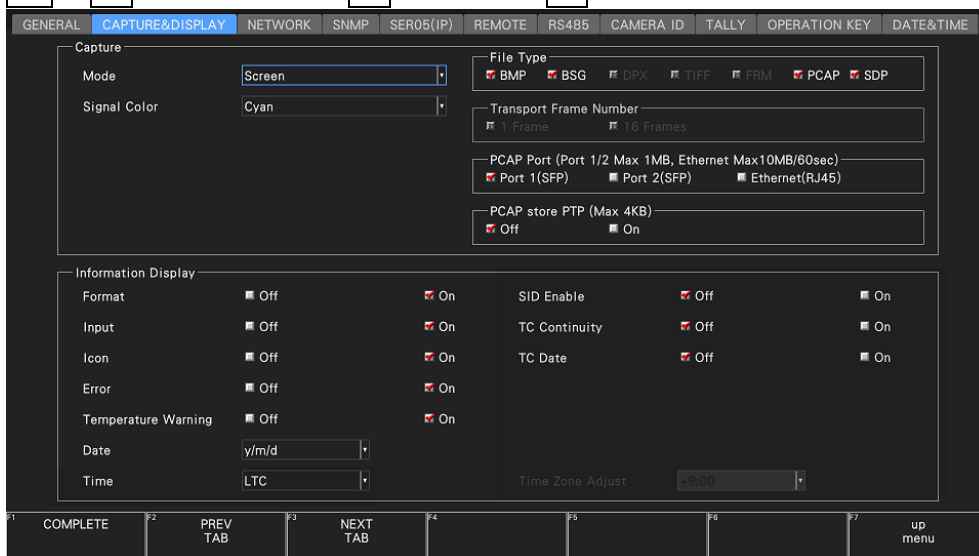 GENERAL CAPTURE&DISPLAY NETWORK SNMP SER05(IP) REMOTE RS485 CAMERA ID TALLY OPERATION KEY DATE&TIME
Capture
Mode Screen
Signal Color Cyan
File Type
BMP BSG DPX TIFF FRM PCAP SDP
Transport Frame Number
1 Frame 16 Frames
PCAP Port (Port 1/2 Max 1MB, Ethernet Max10MB/60sec)
Port 1(SFP) Port 2(SFP) Ethernet(RJ45)
PCAP store PTP (Max 4KB)
Off On
Information Display
Format Off On SID Enable Off On
Input Off On TC Continuity Off On
Icon Off On TC Date Off On
Error Off On
Temperature Warning Off On
Date y/m/d
Time LTC Time Zone Adjust +9:00
F1 COMPLETE F2 PREV TAB F3 NEXT TAB F4 F5 F6 F7 up menu